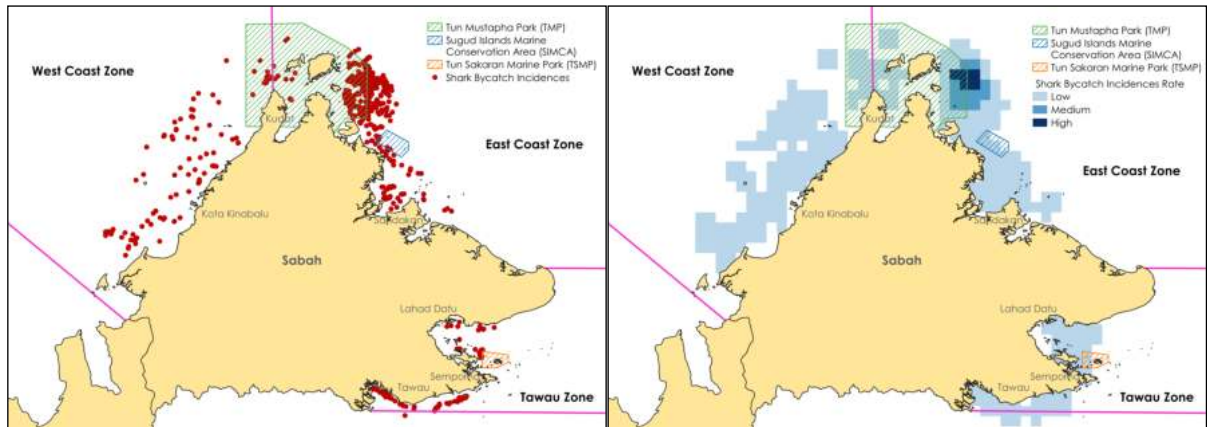 Tun Mustapha Park (TMP)
Sugud Islands Marine
Conservation Area (SIMCA)
Tun Sakaran Marine Park (TSMP)
Shark Bycatch Incidences
West Coast Zone
Kudat
East Coast Zone
Kota Kinabalu
Sandakan
Sabah
Lahad Datu
Semporna
Tawau
Tawau Zone
Tun Mustapha Park (TMP)
Sugud Islands Marine
Conservation Area (SIMCA)
Tun Sakaran Marine Park (TSMP)
Shark Bycatch Incidences Rate
Low
Medium
High
West Coast Zone
Kudat
East Coast Zone
Kota Kinabalu
Sandakan
Sabah
Lahad Datu
Semporna
Tawau
Tawau Zone